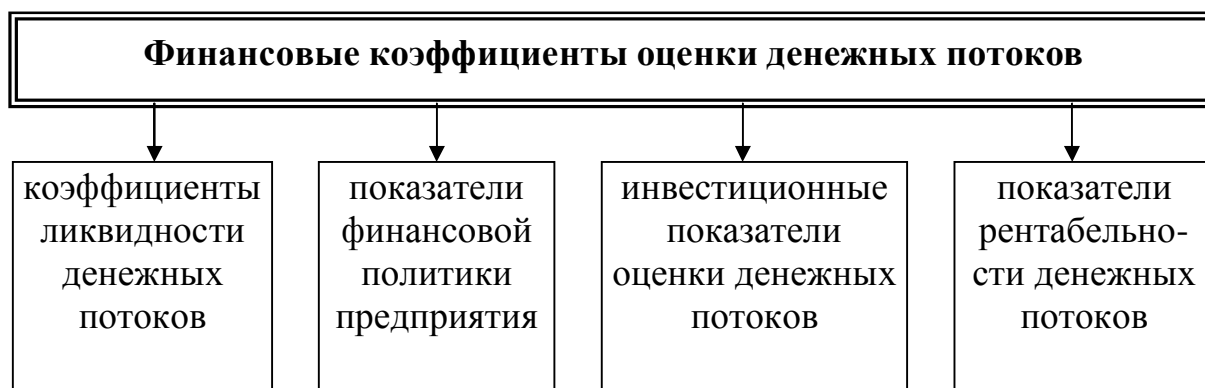 Финансовые коэффициенты оценки денежных потоков
коэффициенты
ликвидности
денежных
потоков
показатели
финансовой
политики
предприятия
инвестиционные
показатели
оценки денежных
потоков
показатели
рентабельно-
сти денежных
потоков